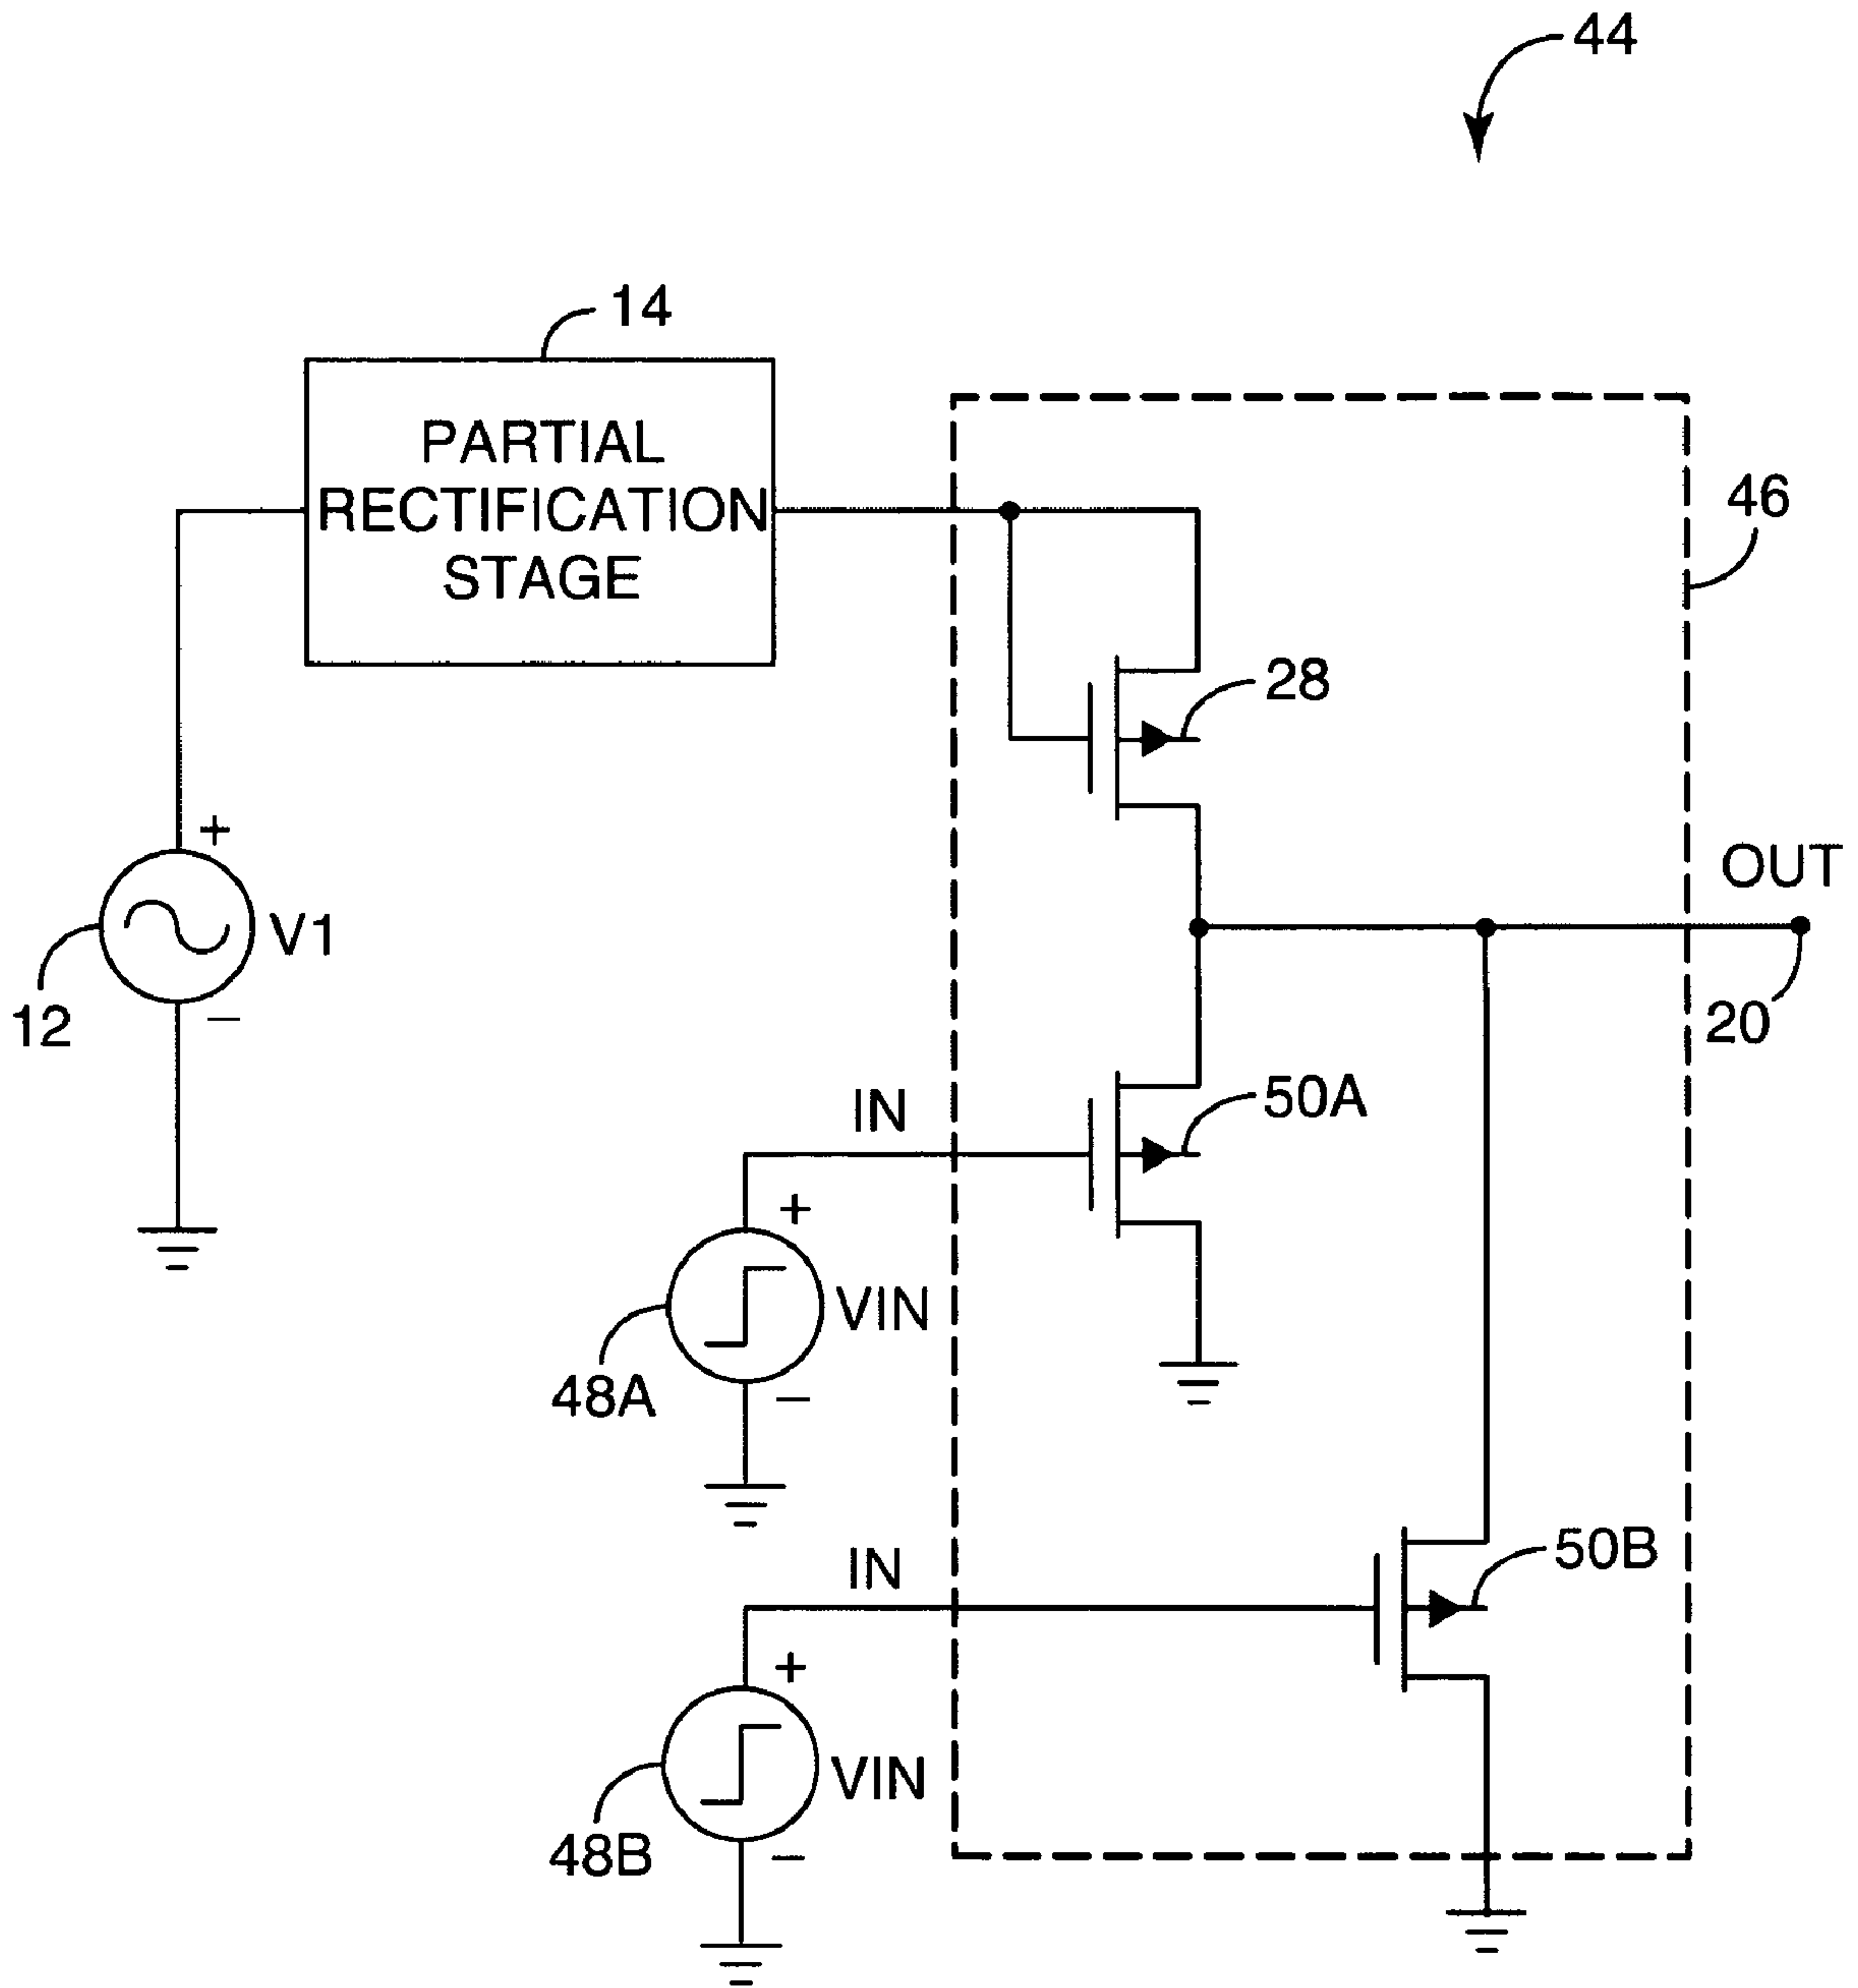 44
14
PARTIAL
RECTIFICATION
STAGE
46
28
+
V1
12
−
OUT
20
IN
50A
+
VIN
48A
−
IN
50B
+
VIN
48B
−